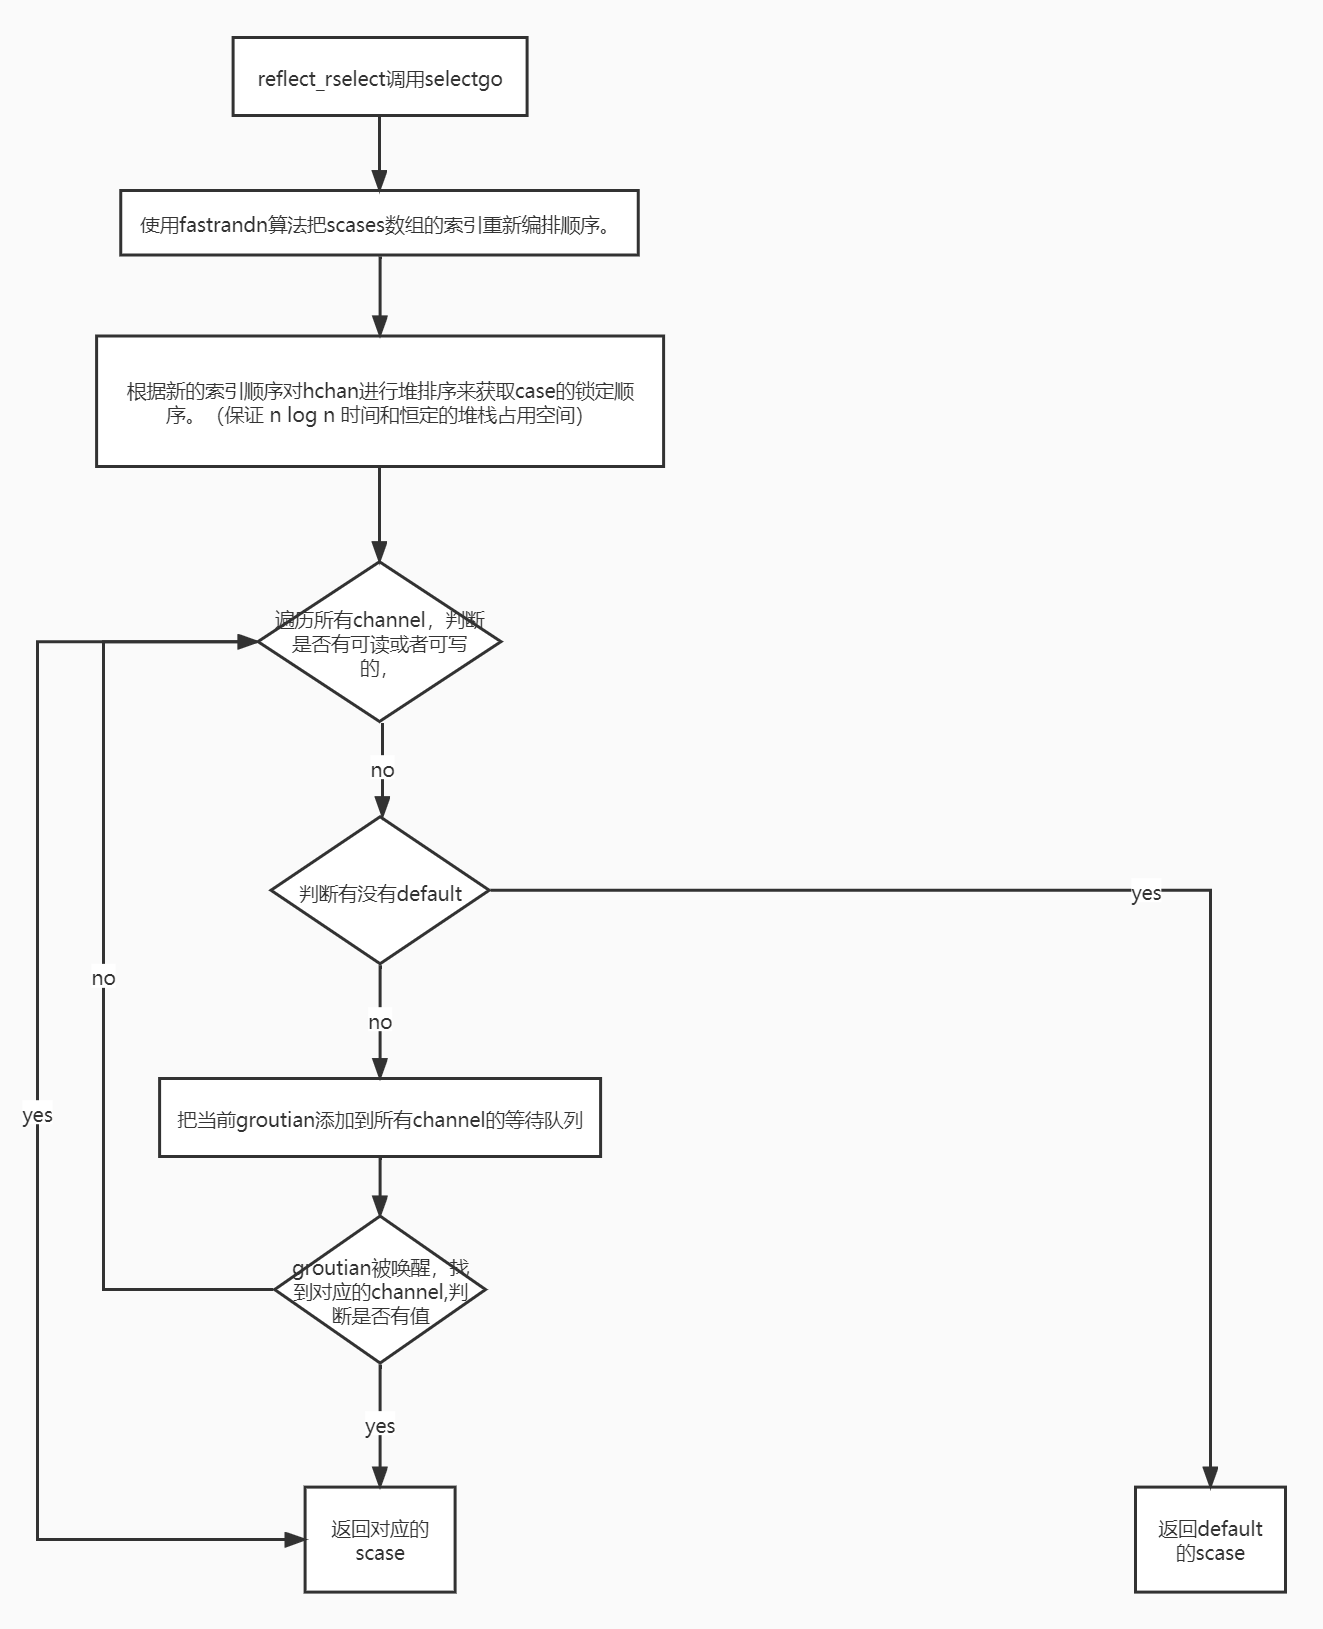 reflect_rselect调用selectgo
使用fastrandn算法把scases数组的索引重新编排顺序。
根据新的索引顺序对hchan进行堆排序来获取case的锁定顺
序。（保证 n log n 时间和恒定的堆栈占用空间）
遍历所有channel，判断
是否有可读或者可写
的，
no
判断有没有default
yes
no
no
把当前groutian添加到所有channel的等待队列
yes
groutian被唤醒，找
到对应的channel,判
断是否有值
yes
返回对应的
scase
返回default
的scase